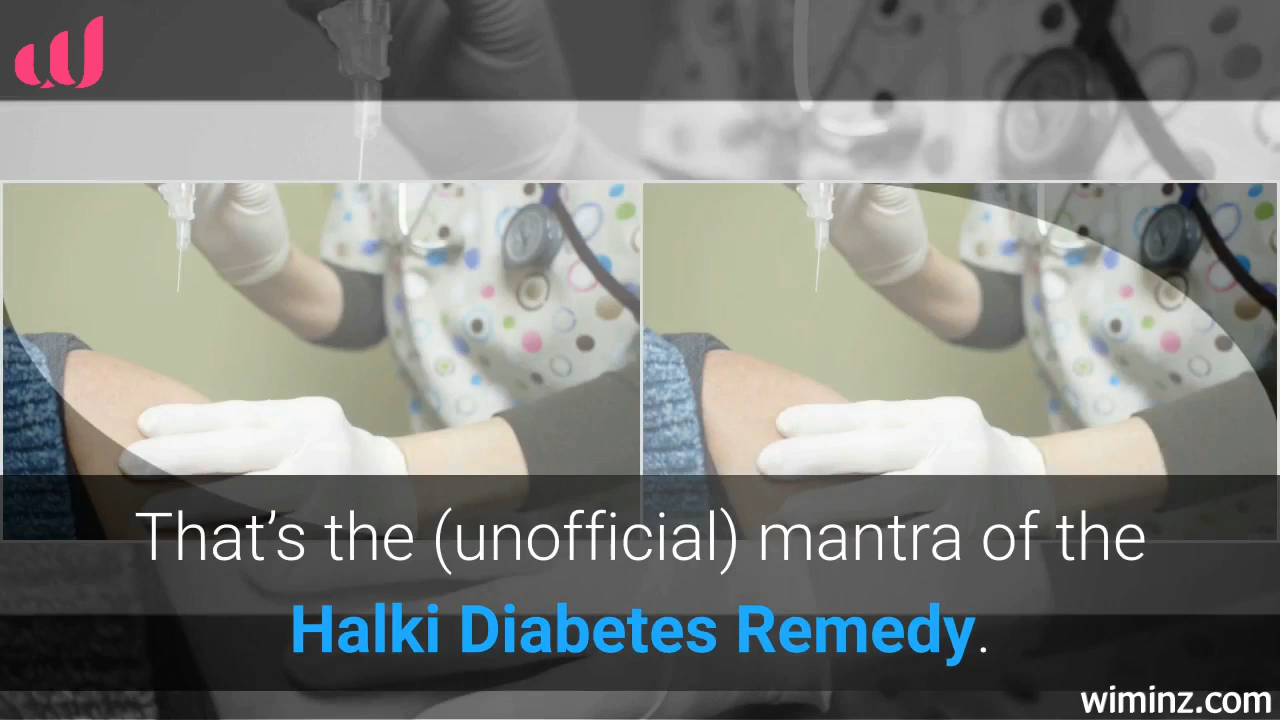 That’s the (unofficial) mantra of the
Halki Diabetes Remedy.
wiminz.com